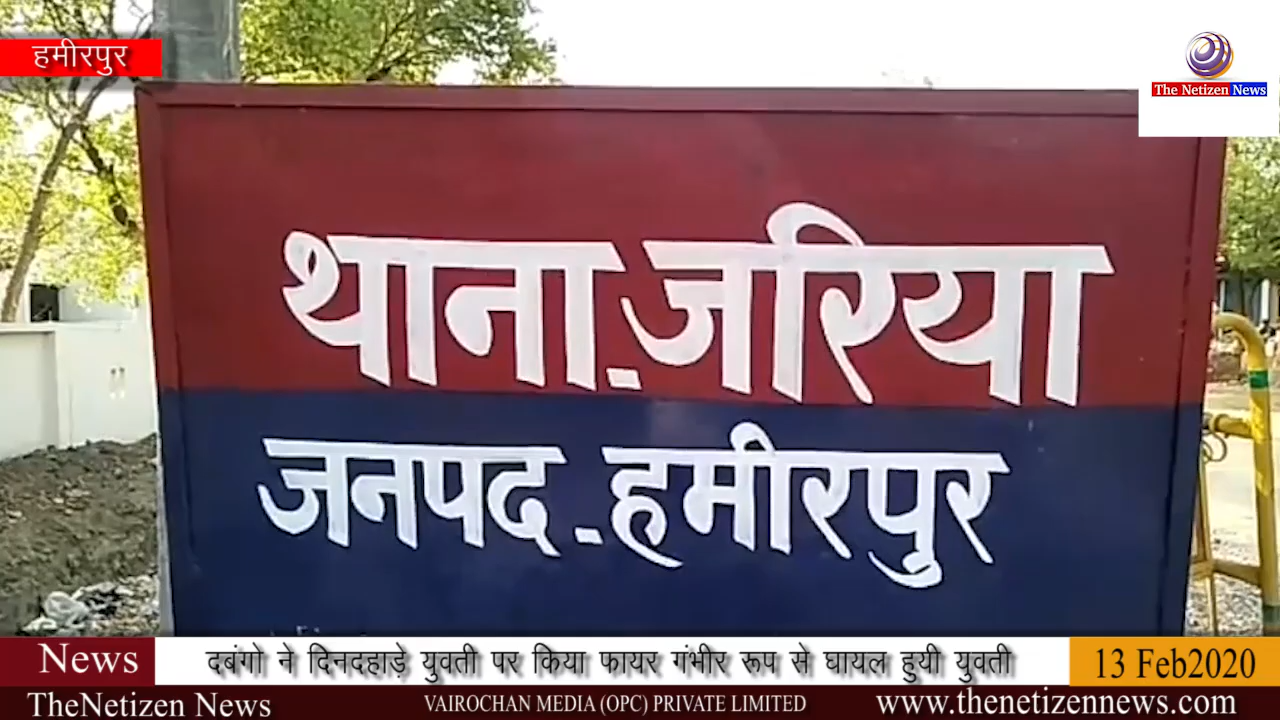 हमीरपुर
The Netizen News
थाना-जरिया
जनपद-हमीरपुर
News
दबंगो ने दिनदहाड़े युवती पर किया फायर गंभीर रूप से घायल हुयी युवती
13 Feb2020
TheNetizen News
VAIROCHAN MEDIA (OPC) PRIVATE LIMITED
www.thenetizennews.com